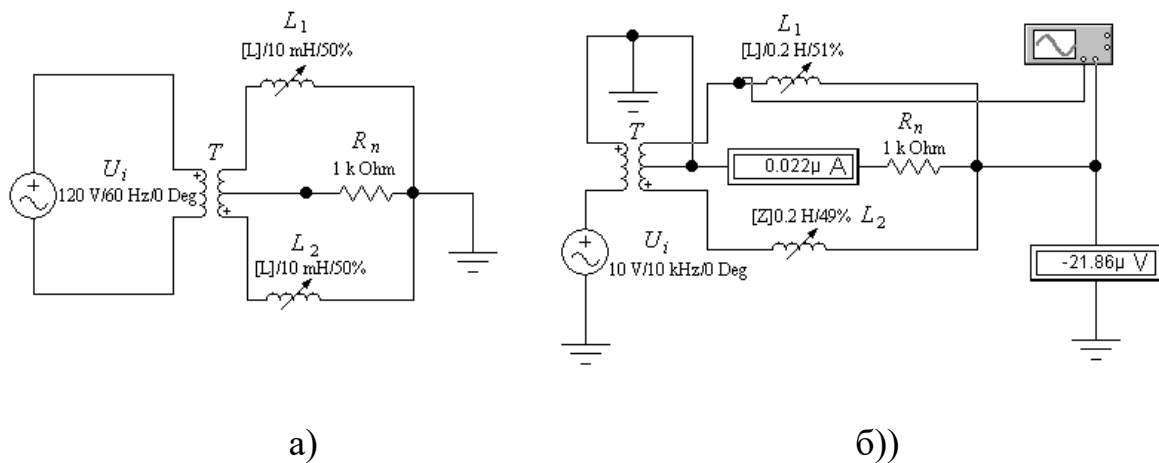 L1
[L]/10 mH/50%
Rn
1 k Ohm
Ui
T
120 V/60 Hz/0 Deg
L2
[L]/10 mH/50%
а)
L1
[L]/0.2 H/51%
T
Rn
1 k Ohm
0.022µ A
[Z]0.2 H/49% L2
Ui
10 V/10 kHz/0 Deg
-21.86µ V
б))